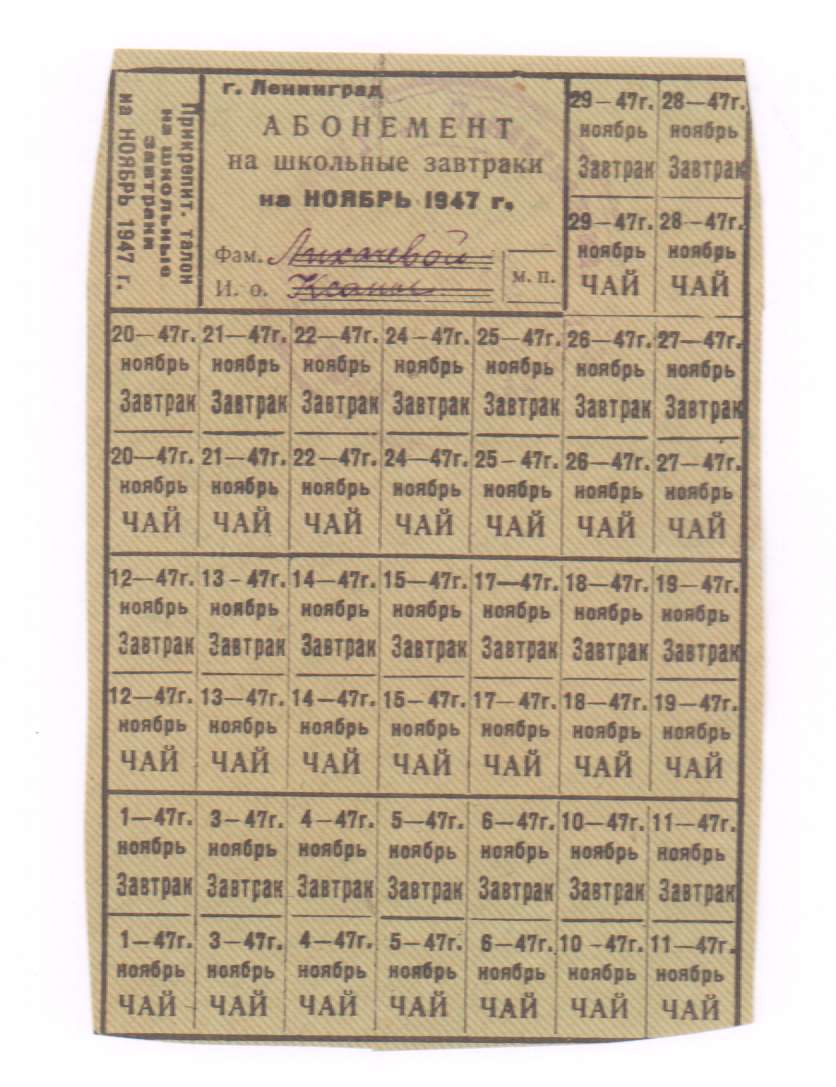 Прикрепит. талон
на школьные
завтраки
на НОЯБРЬ 1947 г.
г. Ленинград
АБОНЕМЕНТ
на школьные завтраки
на НОЯБРЬ 1947 г.
Фам. Лихачевой
И. о.
м. п.
29—47г. 28—47г.
ноябрь ноябрь
Завтрак Завтрак
29—47г. 28—47г.
ноябрь ноябрь
ЧАЙ ЧАЙ
20—47г. 21—47г. 22—47г. 24—47г. 25—47г. 26—47г. 27—47г.
ноябрь ноябрь ноябрь ноябрь ноябрь ноябрь ноябрь
Завтрак Завтрак Завтрак Завтрак Завтрак Завтрак Завтрак
20—47г. 21—47г. 22—47г. 24—47г. 25—47г. 26—47г. 27—47г.
ноябрь ноябрь ноябрь ноябрь ноябрь ноябрь ноябрь
ЧАЙ ЧАЙ ЧАЙ ЧАЙ ЧАЙ ЧАЙ ЧАЙ
12—47г. 13—47г. 14—47г. 15—47г. 17—47г. 18—47г. 19—47г.
ноябрь ноябрь ноябрь ноябрь ноябрь ноябрь ноябрь
Завтрак Завтрак Завтрак Завтрак Завтрак Завтрак Завтрак
12—47г. 13—47г. 14—47г. 15—47г. 17—47г. 18—47г. 19—47г.
ноябрь ноябрь ноябрь ноябрь ноябрь ноябрь ноябрь
ЧАЙ ЧАЙ ЧАЙ ЧАЙ ЧАЙ ЧАЙ ЧАЙ
1—47г. 3—47г. 4—47г. 5—47г. 6—47г. 10—47г. 11—47г.
ноябрь ноябрь ноябрь ноябрь ноябрь ноябрь ноябрь
Завтрак Завтрак Завтрак Завтрак Завтрак Завтрак Завтрак
1—47г. 3—47г. 4—47г. 5—47г. 6—47г. 10—47г. 11—47г.
ноябрь ноябрь ноябрь ноябрь ноябрь ноябрь ноябрь
ЧАЙ ЧАЙ ЧАЙ ЧАЙ ЧАЙ ЧАЙ ЧАЙ